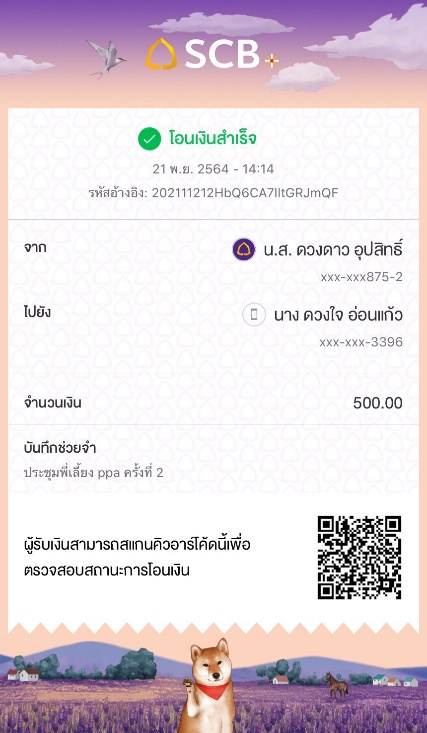 SCB
โอนเงินสำเร็จ
21 พ.ย. 2564 - 14:14
รหัสอ้างอิง: 202111212HbQ6CA7lltGRJmQF
จาก
น.ส. ดวงดาว อุปสิทธิ์
xxx-xxx875-2
ไปยัง
นาง ดวงใจ อ่อนแก้ว
xxx-xxx-3396
จำนวนเงิน 500.00
บันทึกช่วยจำ
ประชุมพี่เลี้ยง ppa ครั้งที่ 2
ผู้รับเงินสามารถสแกนคิวอาร์โค้ดนี้เพื่อ
ตรวจสอบสถานะการโอนเงิน